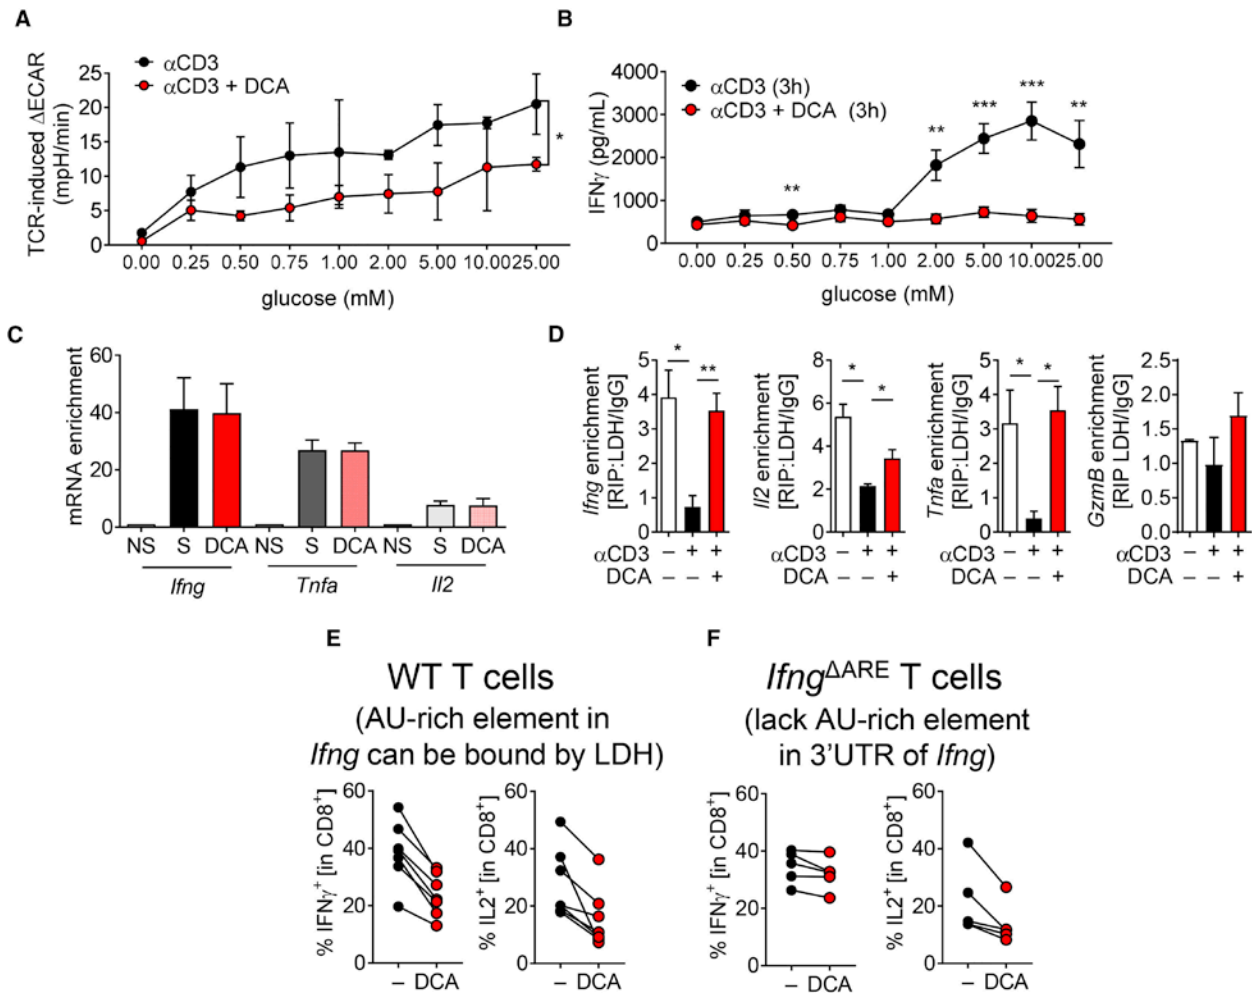 A
αCD3
αCD3 + DCA
TCR-induced ΔECAR
(mpH/min)
25
20
15
10
5
0
*
0.00 0.25 0.50 0.75 1.00 2.00 5.00 10.00 25.00
glucose (mM)
B
αCD3 (3h)
αCD3 + DCA (3h)
IFNγ (pg/mL)
4000
3000
2000
1000
0
** ** *** *** **
0.00 0.25 0.50 0.75 1.00 2.00 5.00 10.00 25.00
glucose (mM)
C
mRNA enrichment
60
40
20
0
NS S DCA NS S DCA NS S DCA
Ifng Tnfa Il2
D
Ifng enrichment
[RIP:LDH/IgG]
5
4
3
2
1
0
* **
αCD3 – + +
DCA – – +
Il2 enrichment
[RIP:LDH/IgG]
8
6
4
2
0
* *
αCD3 – + +
DCA – – +
Tnfa enrichment
[RIP:LDH/IgG]
5
4
3
2
1
0
* *
αCD3 – + +
DCA – – +
GzmB enrichment
[RIP LDH/IgG]
2.5
2.0
1.5
1.0
0.5
0.0
αCD3 – + +
DCA – – +
E
WT T cells
(AU-rich element in
Ifng can be bound by LDH)
% IFNγ+ [in CD8+]
60
40
20
0
– DCA
% IL2+ [in CD8+]
60
40
20
0
– DCA
F
IfngΔARE T cells
(lack AU-rich element
in 3'UTR of Ifng)
% IFNγ+ [in CD8+]
60
40
20
0
– DCA
% IL2+ [in CD8+]
60
40
20
0
– DCA